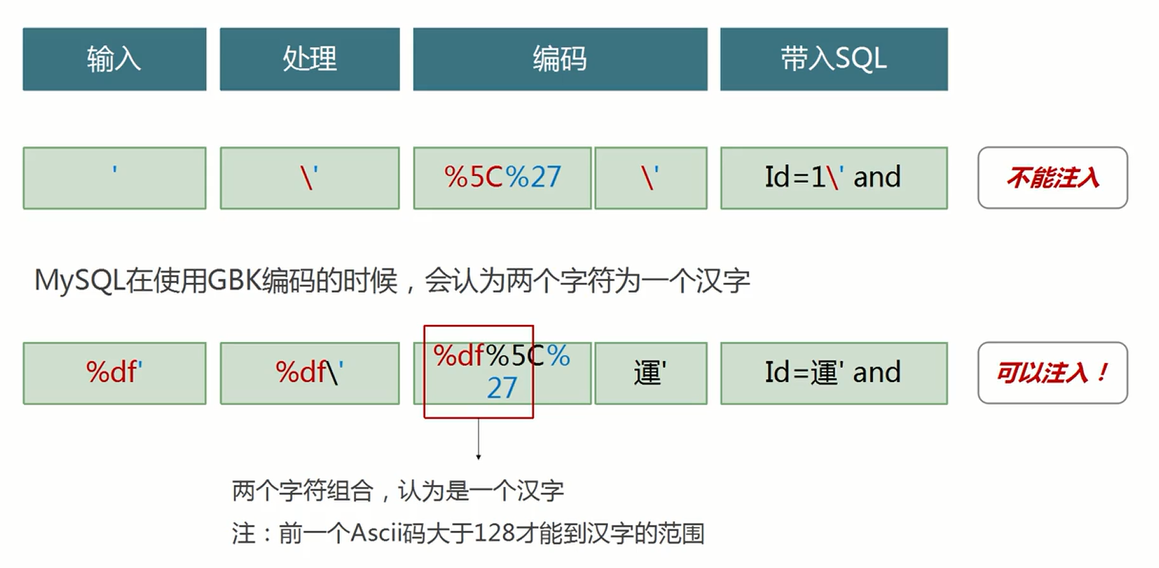 输入 处理 编码 带入SQL
' \' %5C%27 \' Id=1\' and 不能注入
MySQL在使用GBK编码的时候，会认为两个字符为一个汉字
%df' %df\' %df%5C% 運' Id=運' and 可以注入！
27
两个字符组合，认为是一个汉字
注：前一个Ascii码大于128才能到汉字的范围